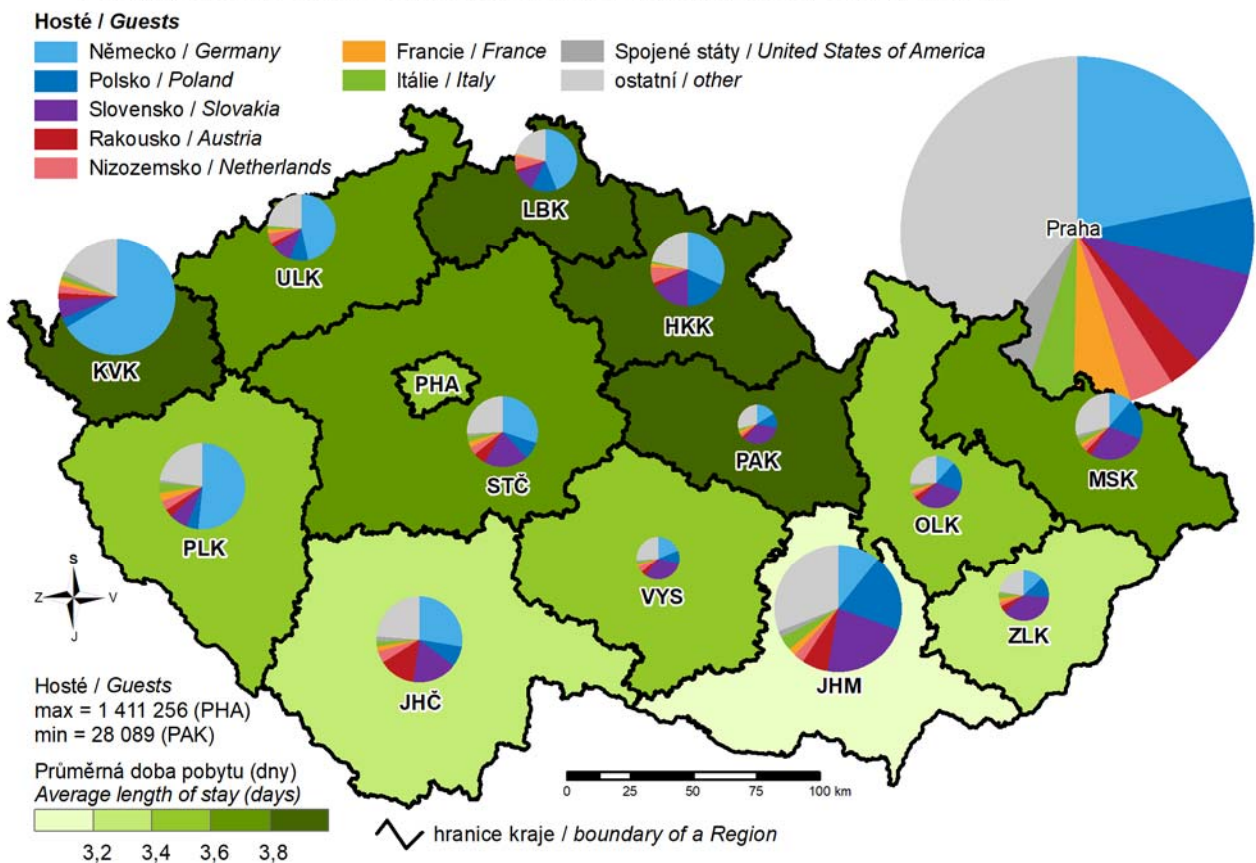 Hosté / Guests
Německo / Germany
Polsko / Poland
Slovensko / Slovakia
Rakousko / Austria
Nizozemsko / Netherlands
Francie / France
Itálie / Italy
Spojené státy / United States of America
ostatní / other
Praha
LBK
ULK
HKK
KVK
PHA
PAK
STČ
MSK
OLK
PLK
VYS
ZLK
JHČ
JHM
S
Z V
J
Hosté / Guests
max = 1 411 256 (PHA)
min = 28 089 (PAK)
Průměrná doba pobytu (dny)
Average length of stay (days)
3,2 3,4 3,6 3,8
0 25 50 75 100 km
hranice kraje / boundary of a Region